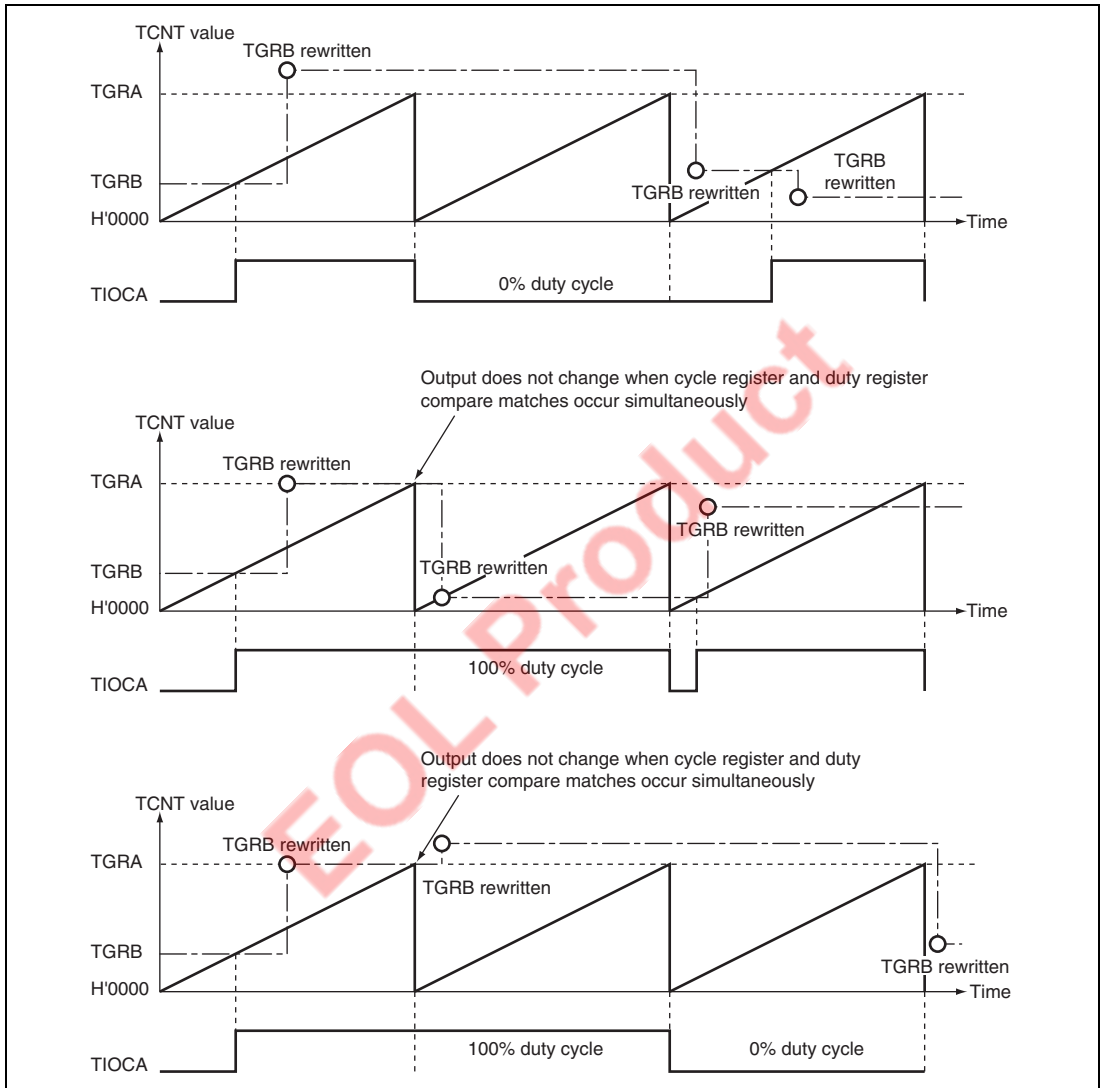 TCNT value
TGRB rewritten
TGRA
TGRB
rewritten
TGRB
TGRB rewritten
H'0000
Time
0% duty cycle
TIOCA
Output does not change when cycle register and duty register
compare matches occur simultaneously
TCNT value
TGRB rewritten
TGRA
TGRB rewritten
TGRB rewritten
TGRB
H'0000
Time
100% duty cycle
TIOCA
Output does not change when cycle register and duty
register compare matches occur simultaneously
TCNT value
TGRB rewritten
TGRA
TGRB rewritten
TGRB
TGRB rewritten
H'0000
Time
100% duty cycle
0% duty cycle
TIOCA
EOL Product